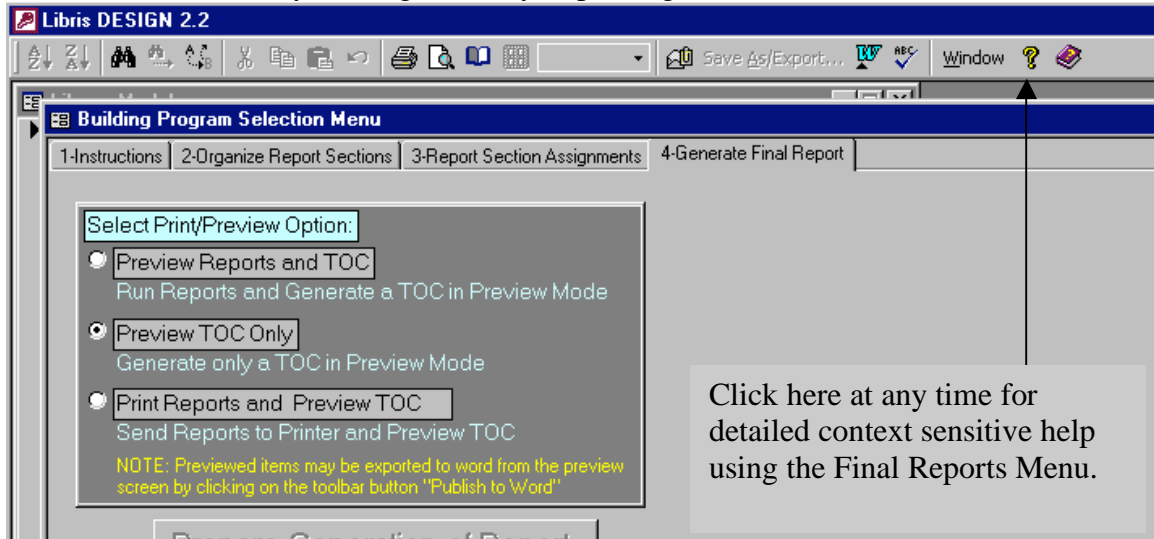 Libris DESIGN 2.2
Save As/Export... Window
Building Program Selection Menu
1-Instructions 2-Organize Report Sections 3-Report Section Assignments 4-Generate Final Report
Select Print/Preview Option:
Preview Reports and TOC
Run Reports and Generate a TOC in Preview Mode
Preview TOC Only
Generate only a TOC in Preview Mode
Print Reports and Preview TOC
Send Reports to Printer and Preview TOC
NOTE: Previewed items may be exported to word from the preview
screen by clicking on the toolbar button "Publish to Word"
Click here at any time for
detailed context sensitive help
using the Final Reports Menu.